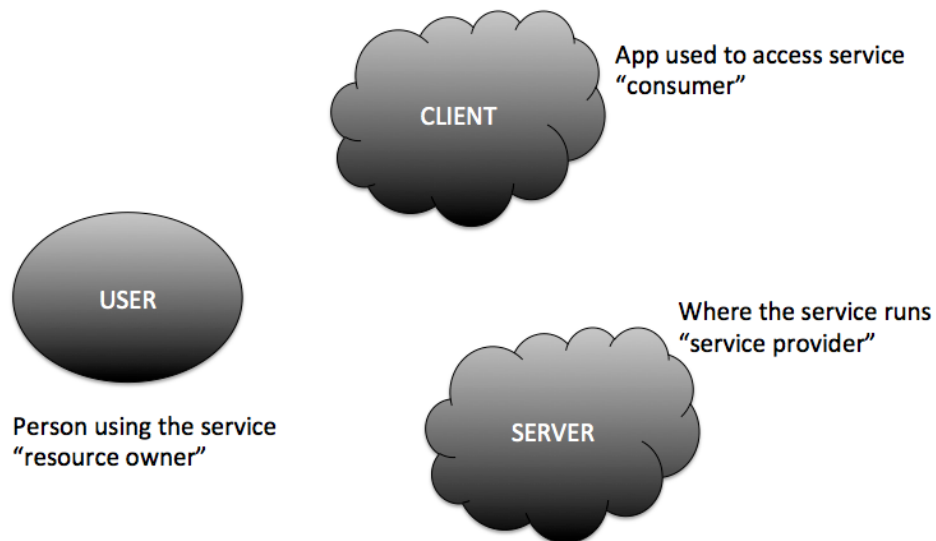 App used to access service
“consumer”
CLIENT
USER
Where the service runs
“service provider”
Person using the service
“resource owner”
SERVER